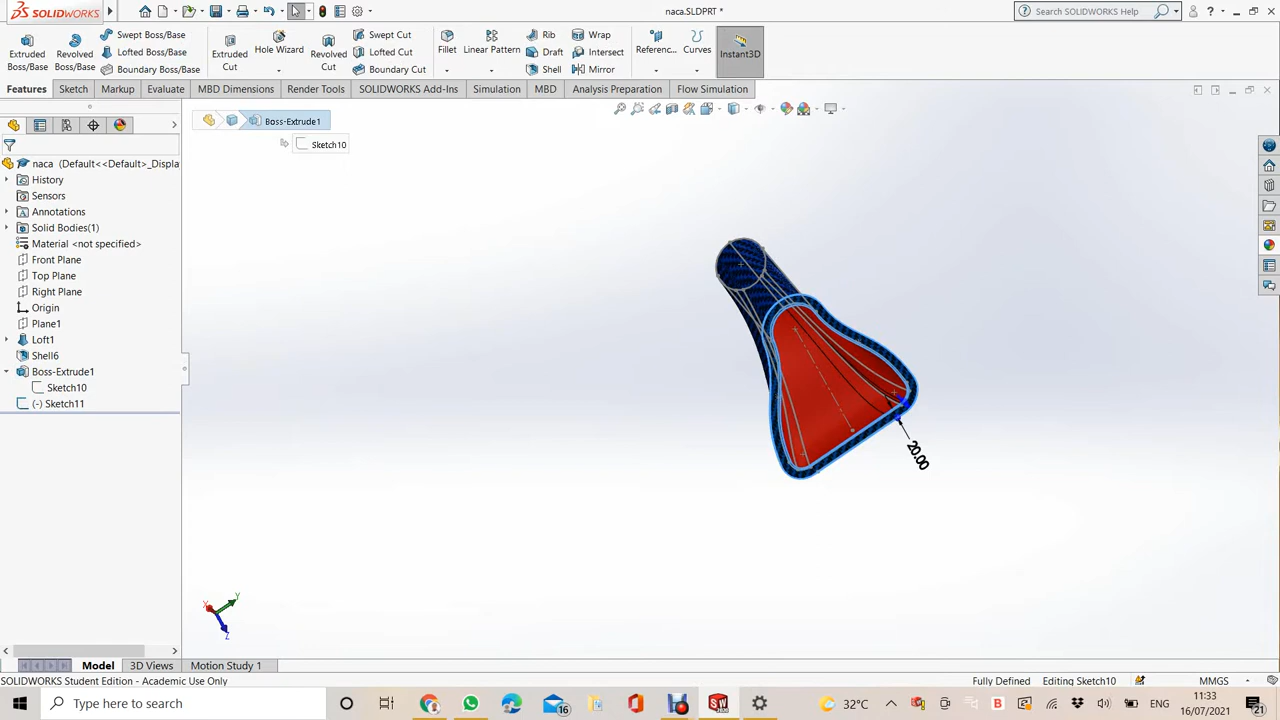 SOLIDWORKS
naca.SLDPRT *
Search SOLIDWORKS Help
Extruded Boss/Base
Revolved Boss/Base
Swept Boss/Base
Lofted Boss/Base
Boundary Boss/Base
Extruded Cut
Hole Wizard
Revolved Cut
Swept Cut
Lofted Cut
Boundary Cut
Fillet
Linear Pattern
Rib
Draft
Shell
Wrap
Intersect
Mirror
Referenc...
Curves
Instant3D
Features
Sketch
Markup
Evaluate
MBD Dimensions
Render Tools
SOLIDWORKS Add-Ins
Simulation
MBD
Analysis Preparation
Flow Simulation
Boss-Extrude1
Sketch10
naca (Default<<Default>_Displa
History
Sensors
Annotations
Solid Bodies(1)
Material <not specified>
Front Plane
Top Plane
Right Plane
Origin
Plane1
Loft1
Shell6
Boss-Extrude1
Sketch10
(-) Sketch11
20.00
X
Y
Z
Model
3D Views
Motion Study 1
SOLIDWORKS Student Edition - Academic Use Only
Fully Defined
Editing Sketch10
MMGS
Type here to search
16
32°C
ENG
11:33
16/07/2021
21